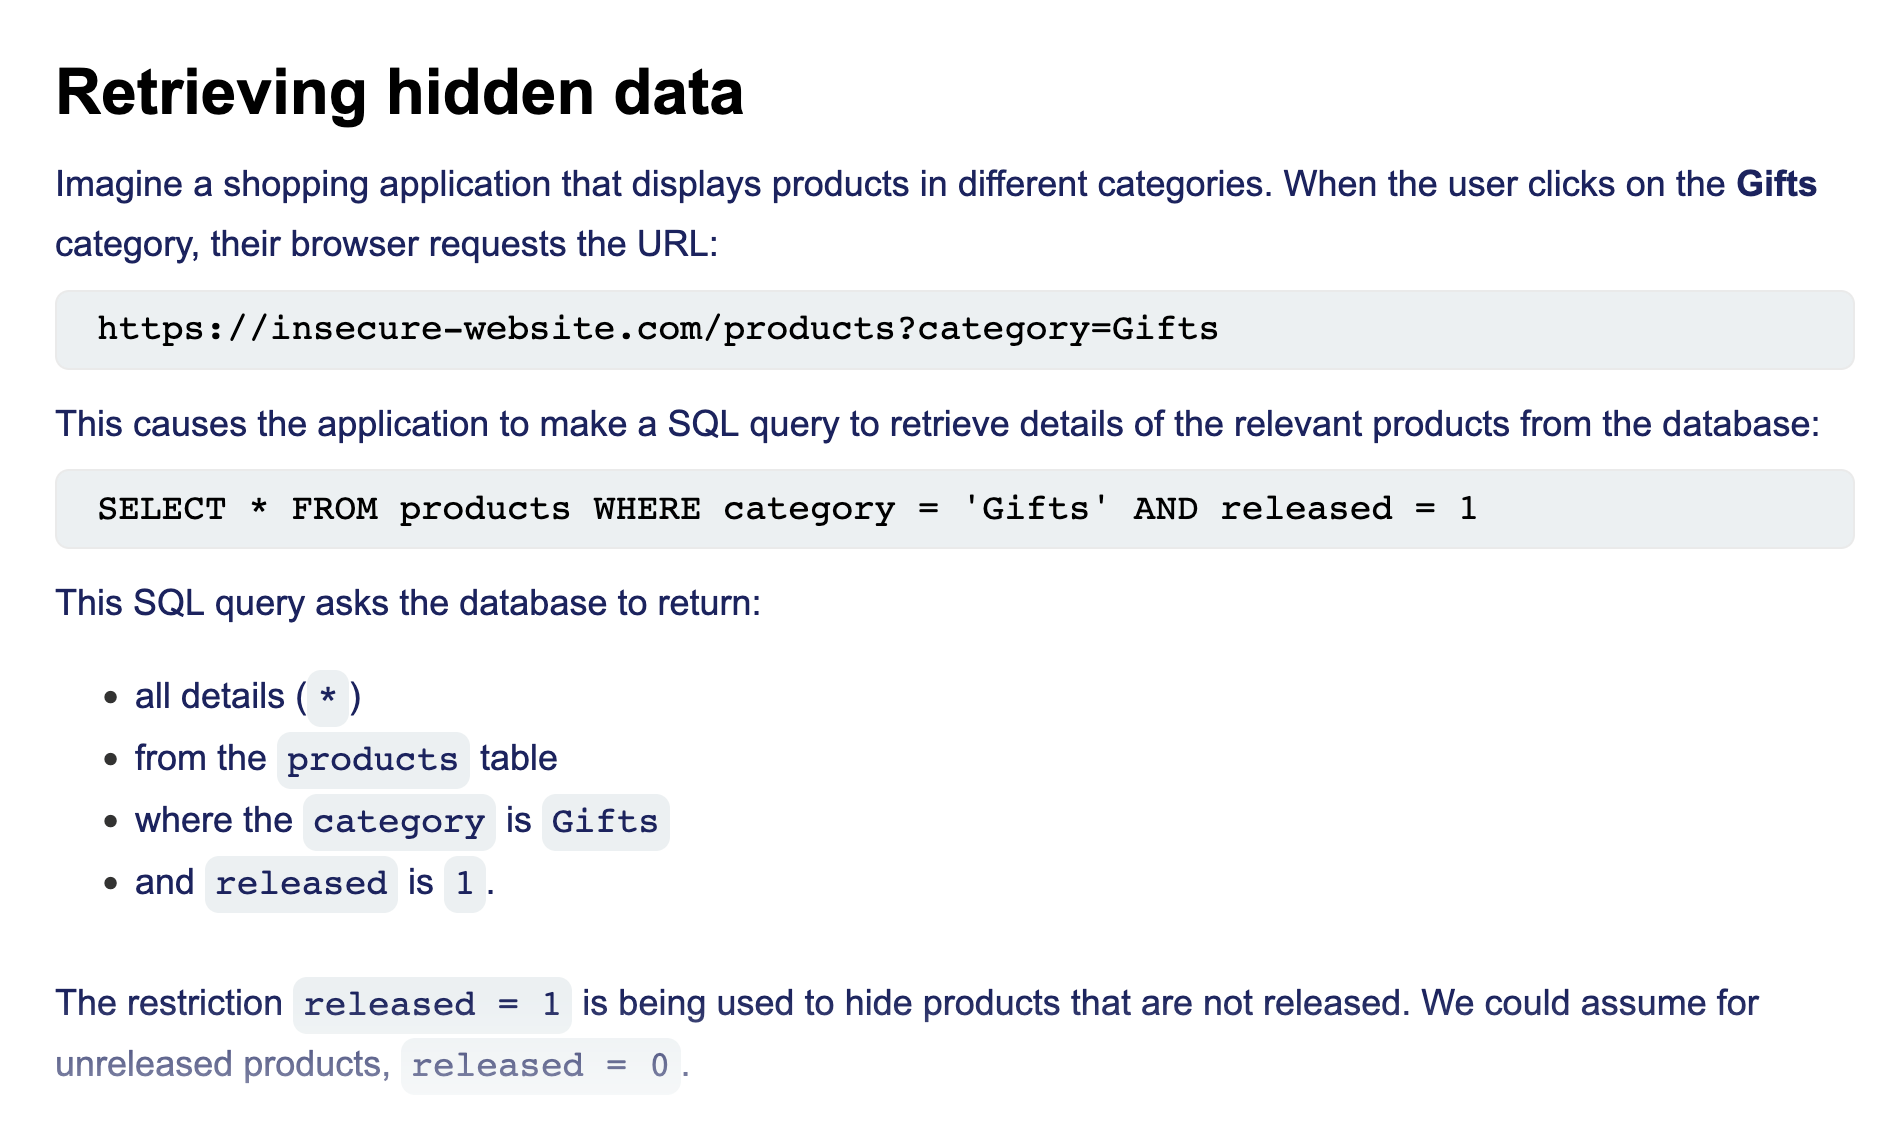 Retrieving hidden data
Imagine a shopping application that displays products in different categories. When the user clicks on the Gifts
category, their browser requests the URL:
https://insecure-website.com/products?category=Gifts
This causes the application to make a SQL query to retrieve details of the relevant products from the database:
SELECT * FROM products WHERE category = 'Gifts' AND released = 1
This SQL query asks the database to return:
• all details ( * )
• from the products table
• where the category is Gifts
• and released is 1 .
The restriction released = 1 is being used to hide products that are not released. We could assume for
unreleased products, released = 0 .